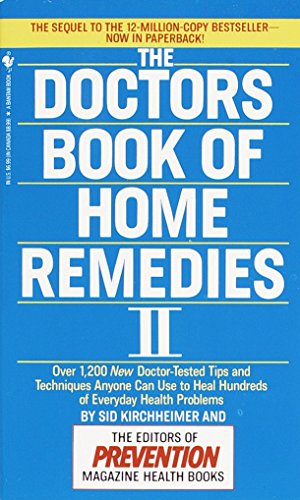 THE SEQUEL TO THE 12-MILLION-COPY BESTSELLER—
NOW IN PAPERBACK!
THE
DOCTORS
BOOK OF
HOME
REMEDIES
II
Over 1,200 New Doctor-Tested Tips and
Techniques Anyone Can Use to Heal Hundreds
of Everyday Health Problems
BY SID KIRCHHEIMER AND
THE EDITORS OF
PREVENTION
MAGAZINE HEALTH BOOKS